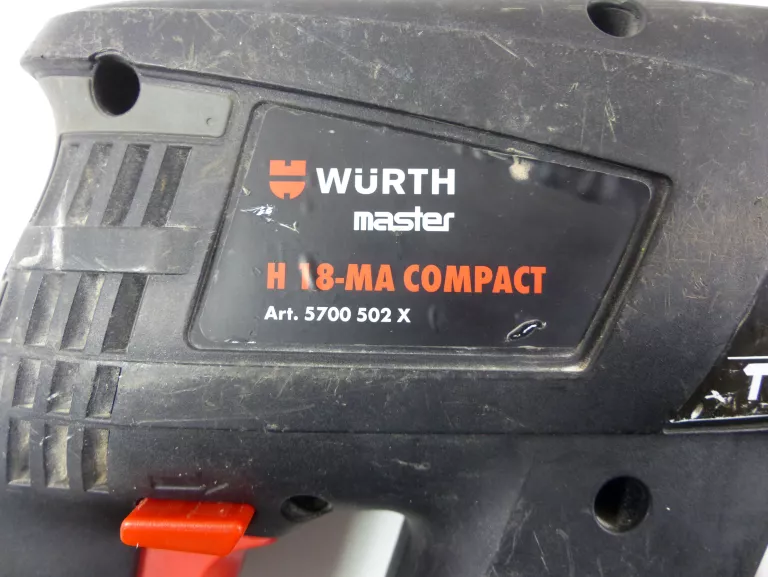 WÜRTH
master
H 18-MA COMPACT
Art. 5700 502 X